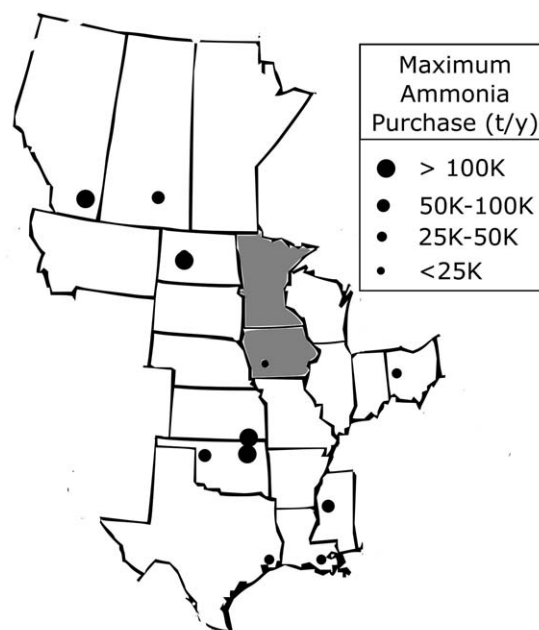 Maximum
Ammonia
Purchase (t/y)
> 100K
50K-100K
25K-50K
<25K